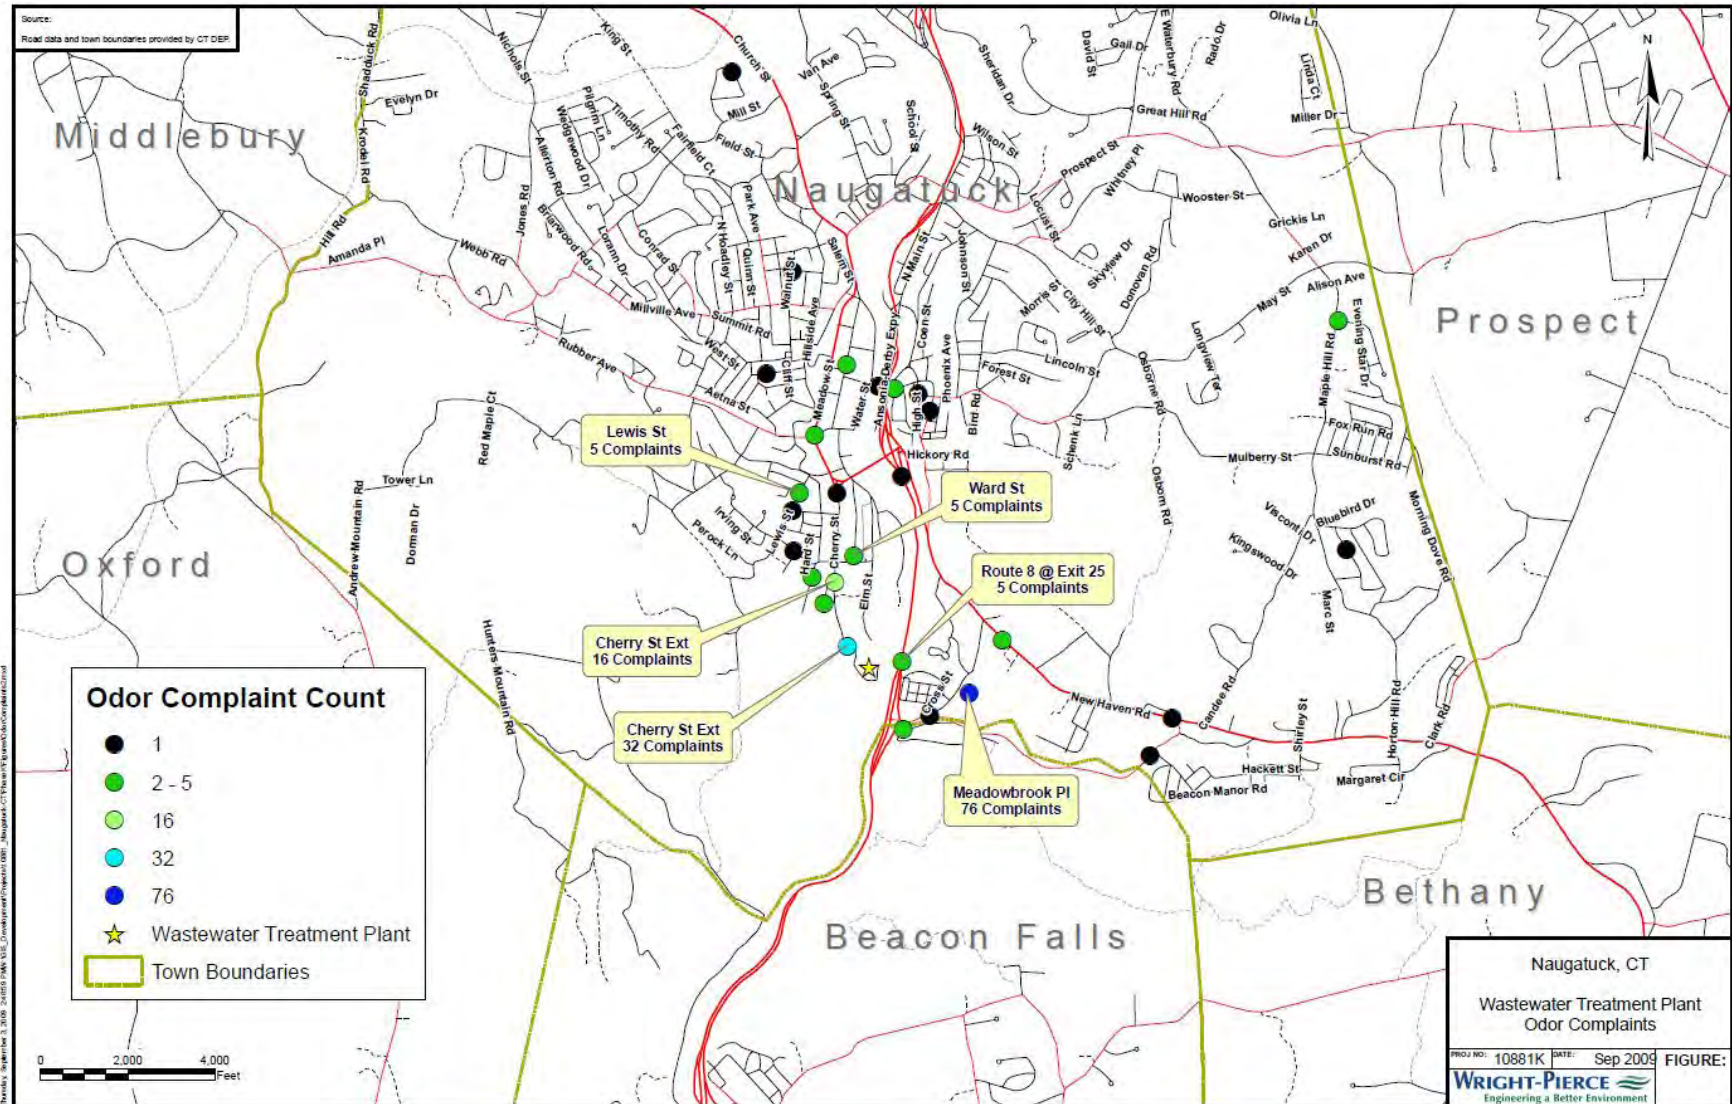 Source:
Road data and town boundaries provided by CT DEP.
Middlebury
Naugatuck
Prospect
Oxford
Beacon Falls
Bethany
N
Shadduck Rd
Evelyn Dr
Krodel Rd
Hill Rd
Amanda Pl
Nichols St
King St
Church St
Van Ave
Spring St
Mill St
Field St
School St
Pilgrim Ln
Timothy Rd
Wedgewood Dr
Fairfield Ct
Allerton Rd
Jones Rd
Briarwood Rd
Lorann Dr
Conrad St
N Hoadley St
Park Ave
Quinn St
Walnut St
Salem St
Webb Rd
Millville Ave
Summit Rd
Hillside Ave
Rubber Ave
West St
Cliff St
Aetna St
Meadow St
Water St
Ansonia-Derby Expy
N Main St
Coen St
Johnson St
Phoenix Ave
High St
Bird Rd
Forest St
Lincoln St
Hickory Rd
Schenk Ln
Sheridan Dr
Wilson St
David St
Gail Dr
E Waterbury Rd
Rado Dr
Great Hill Rd
Olivia Ln
Linda Ct
Miller Dr
Prospect St
Whitney Pl
Locust St
Wooster St
Grickis Ln
Karen Dr
Skyview Dr
Donovan Rd
Morris St
City Hill St
May St
Alison Ave
Longview Ter
Osborne Rd
Maple Hill Rd
Evening Star Dr
Fox Run Rd
Sunburst Rd
Mulberry St
Osborn Rd
Visconti Dr
Bluebird Dr
Kingswood Dr
Marc St
Morning Dove Rd
Red Maple Ct
Tower Ln
Andrew Mountain Rd
Dorman Dr
Irving St
Perock Ln
Lewis St
Hard St
Cherry St
Elm St
Hunters Mountain Rd
Cross St
New Haven Rd
Candee Rd
Shirley St
Horton Hill Rd
Clark Rd
Hackett St
Margaret Cir
Beacon Manor Rd
Lewis St
5 Complaints
Ward St
5 Complaints
Route 8 @ Exit 25
5 Complaints
Cherry St Ext
16 Complaints
Cherry St Ext
32 Complaints
Meadowbrook Pl
76 Complaints
Odor Complaint Count
1
2 - 5
16
32
76
Wastewater Treatment Plant
Town Boundaries
0 2,000 4,000
Feet
Naugatuck, CT
Wastewater Treatment Plant
Odor Complaints
PROJ NO: 10881K DATE: Sep 2009 FIGURE:
WRIGHT-PIERCE
Engineering a Better Environment